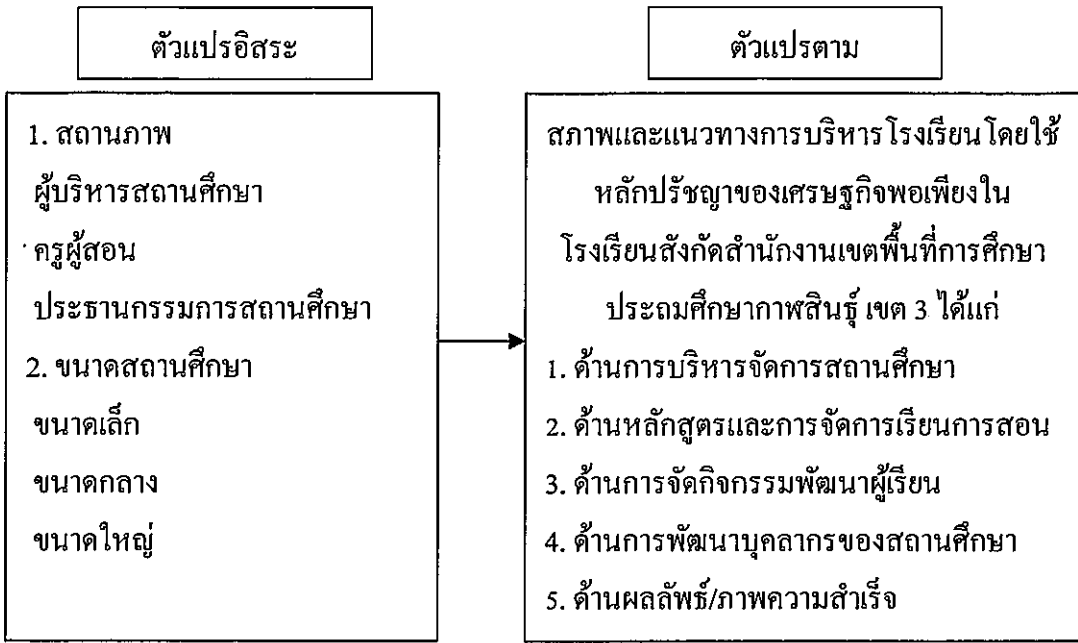 ตัวแปรอิสระ
1. สถานภาพ
ผู้บริหารสถานศึกษา
ครูผู้สอน
ประธานกรรมการสถานศึกษา
2. ขนาดสถานศึกษา
ขนาดเล็ก
ขนาดกลาง
ขนาดใหญ่
ตัวแปรตาม
สภาพและแนวทางการบริหารโรงเรียนโดยใช้
หลักปรัชญาของเศรษฐกิจพอเพียงใน
โรงเรียนสังกัดสำนักงานเขตพื้นที่การศึกษา
ประถมศึกษากาฬสินธุ์ เขต 3 ได้แก่
1. ด้านการบริหารจัดการสถานศึกษา
2. ด้านหลักสูตรและการจัดการเรียนการสอน
3. ด้านการจัดกิจกรรมพัฒนาผู้เรียน
4. ด้านการพัฒนาบุคลากรของสถานศึกษา
5. ด้านผลลัพธ์/ภาพความสำเร็จ